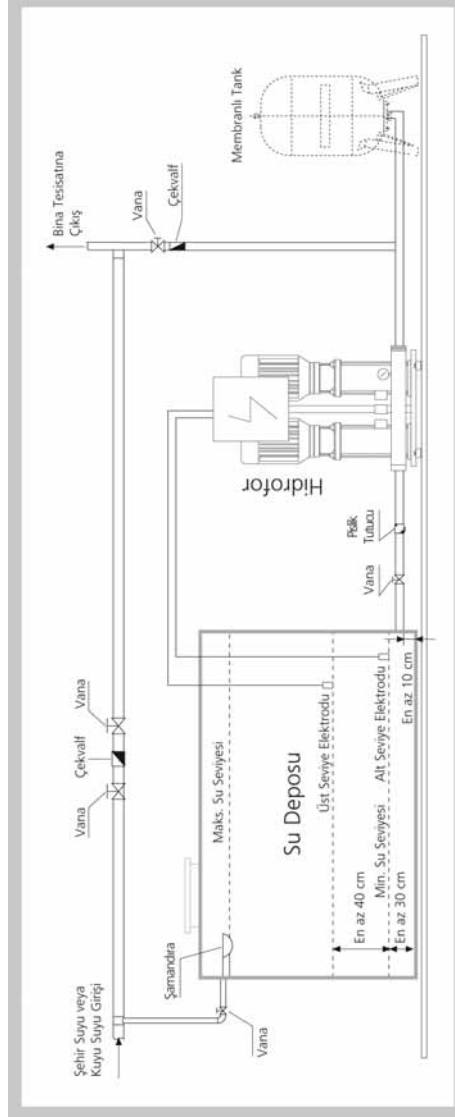 Şehir Suyu veya
Kuyu Suyu Girişi
Vana
Çekvalf
Vana
Bina Tesisatına
Çıkış
Vana
Çekvalf
Membranlı Tank
Şamandıra
Vana
Maks. Su Seviyesi
Su Deposu
Üst Seviye Elektrodu
En az 40 cm
Min. Su Seviyesi
Alt Seviye Elektrodu
En az 30 cm
En az 10 cm
Vana
Pislik
Tutucu
Hidrofor